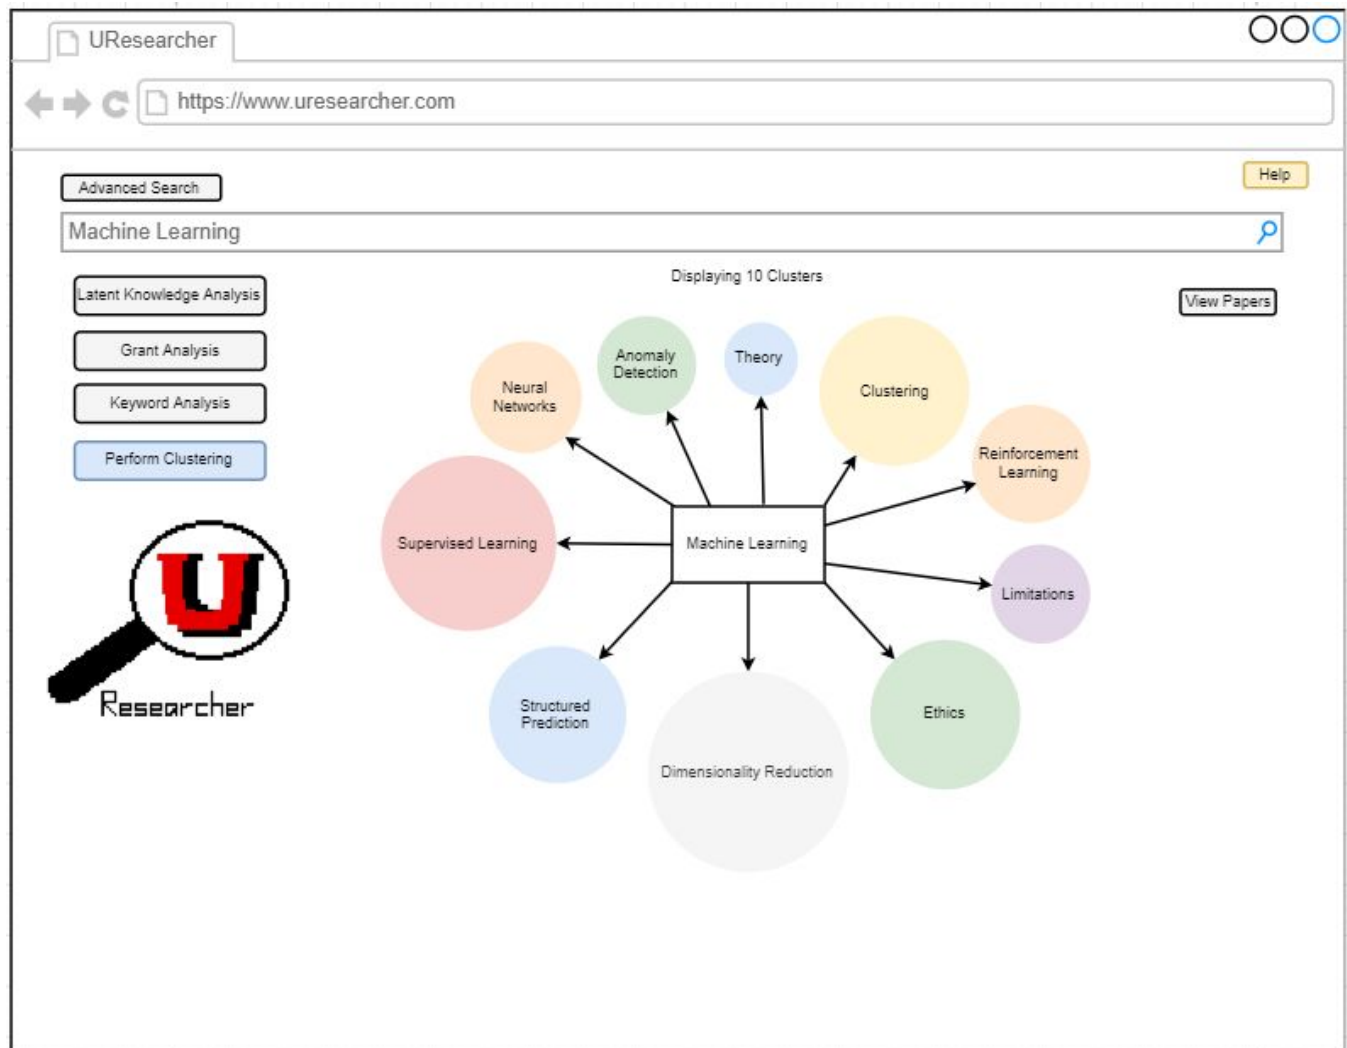 UResearcher
https://www.uresearcher.com
Advanced Search
Help
Machine Learning
Displaying 10 Clusters
Latent Knowledge Analysis
View Papers
Grant Analysis
Keyword Analysis
Perform Clustering
Neural
Networks
Anomaly
Detection
Theory
Clustering
Reinforcement
Learning
Supervised Learning
Machine Learning
Limitations
Structured
Prediction
Dimensionality Reduction
Ethics
U
Researcher